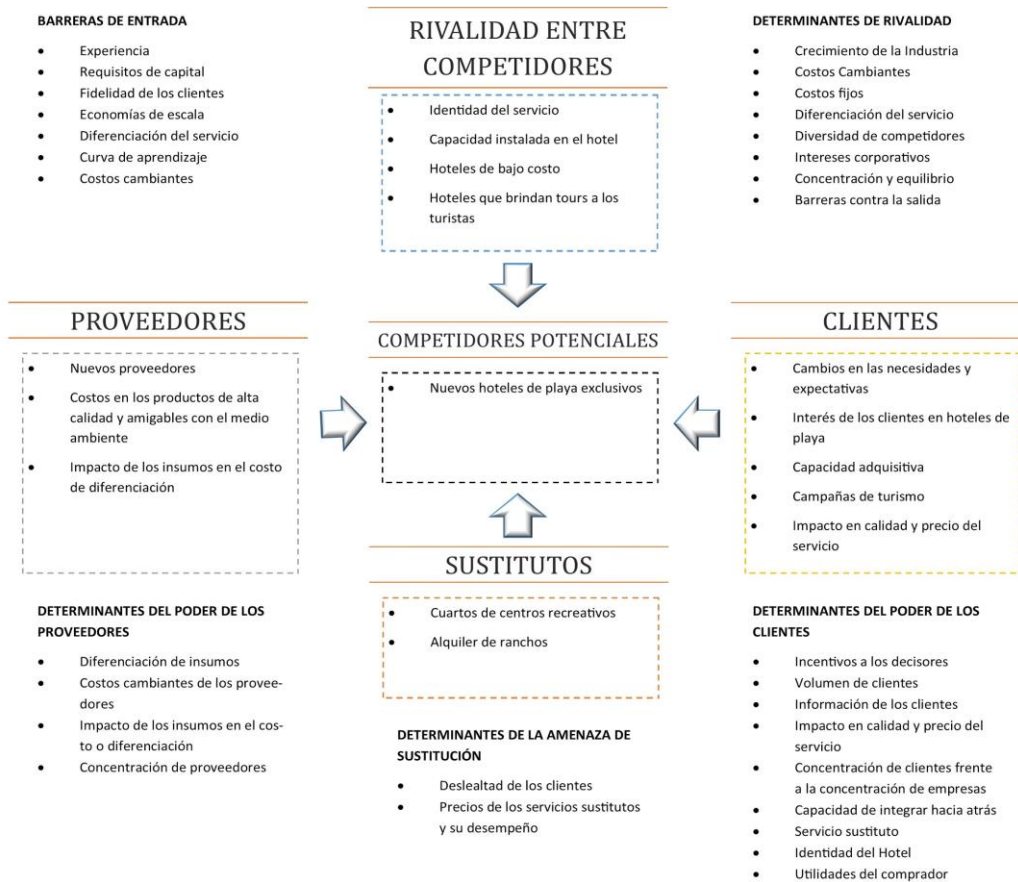 BARRERAS DE ENTRADA
• Experiencia
• Requisitos de capital
• Fidelidad de los clientes
• Economías de escala
• Diferenciación del servicio
• Curva de aprendizaje
• Costos cambiantes
RIVALIDAD ENTRE
COMPETIDORES
• Identidad del servicio
• Capacidad instalada en el hotel
• Hoteles de bajo costo
• Hoteles que brindan tours a los
turistas
DETERMINANTES DE RIVALIDAD
• Crecimiento de la Industria
• Costos Cambiantes
• Costos fijos
• Diferenciación del servicio
• Diversidad de competidores
• Intereses corporativos
• Concentración y equilibrio
• Barreras contra la salida
PROVEEDORES
• Nuevos proveedores
• Costos en los productos de alta
calidad y amigables con el medio
ambiente
• Impacto de los insumos en el costo
de diferenciación
COMPETIDORES POTENCIALES
• Nuevos hoteles de playa exclusivos
CLIENTES
• Cambios en las necesidades y
expectativas
• Interés de los clientes en hoteles de
playa
• Capacidad adquisitiva
• Campañas de turismo
• Impacto en calidad y precio del
servicio
SUSTITUTOS
• Cuartos de centros recreativos
• Alquiler de ranchos
DETERMINANTES DEL PODER DE LOS
PROVEEDORES
• Diferenciación de insumos
• Costos cambiantes de los provee-
dores
• Impacto de los insumos en el cos-
to o diferenciación
• Concentración de proveedores
DETERMINANTES DE LA AMENAZA DE
SUSTITUCIÓN
• Deslealtad de los clientes
• Precios de los servicios sustitutos
y su desempeño
DETERMINANTES DEL PODER DE LOS
CLIENTES
• Incentivos a los decisores
• Volumen de clientes
• Información de los clientes
• Impacto en calidad y precio del
servicio
• Concentración de clientes frente
a la concentración de empresas
• Capacidad de integrar hacia atrás
• Servicio sustituto
• Identidad del Hotel
• Utilidades del comprador